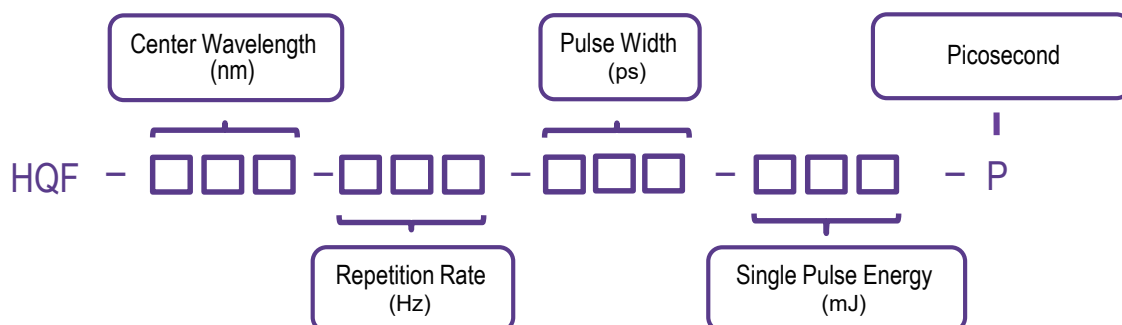 Center Wavelength
(nm)
Pulse Width
(ps)
Picosecond
HQF - □□□ -□□□ -□□□ - □□□ - P
Repetition Rate
(Hz)
Single Pulse Energy
(mJ)